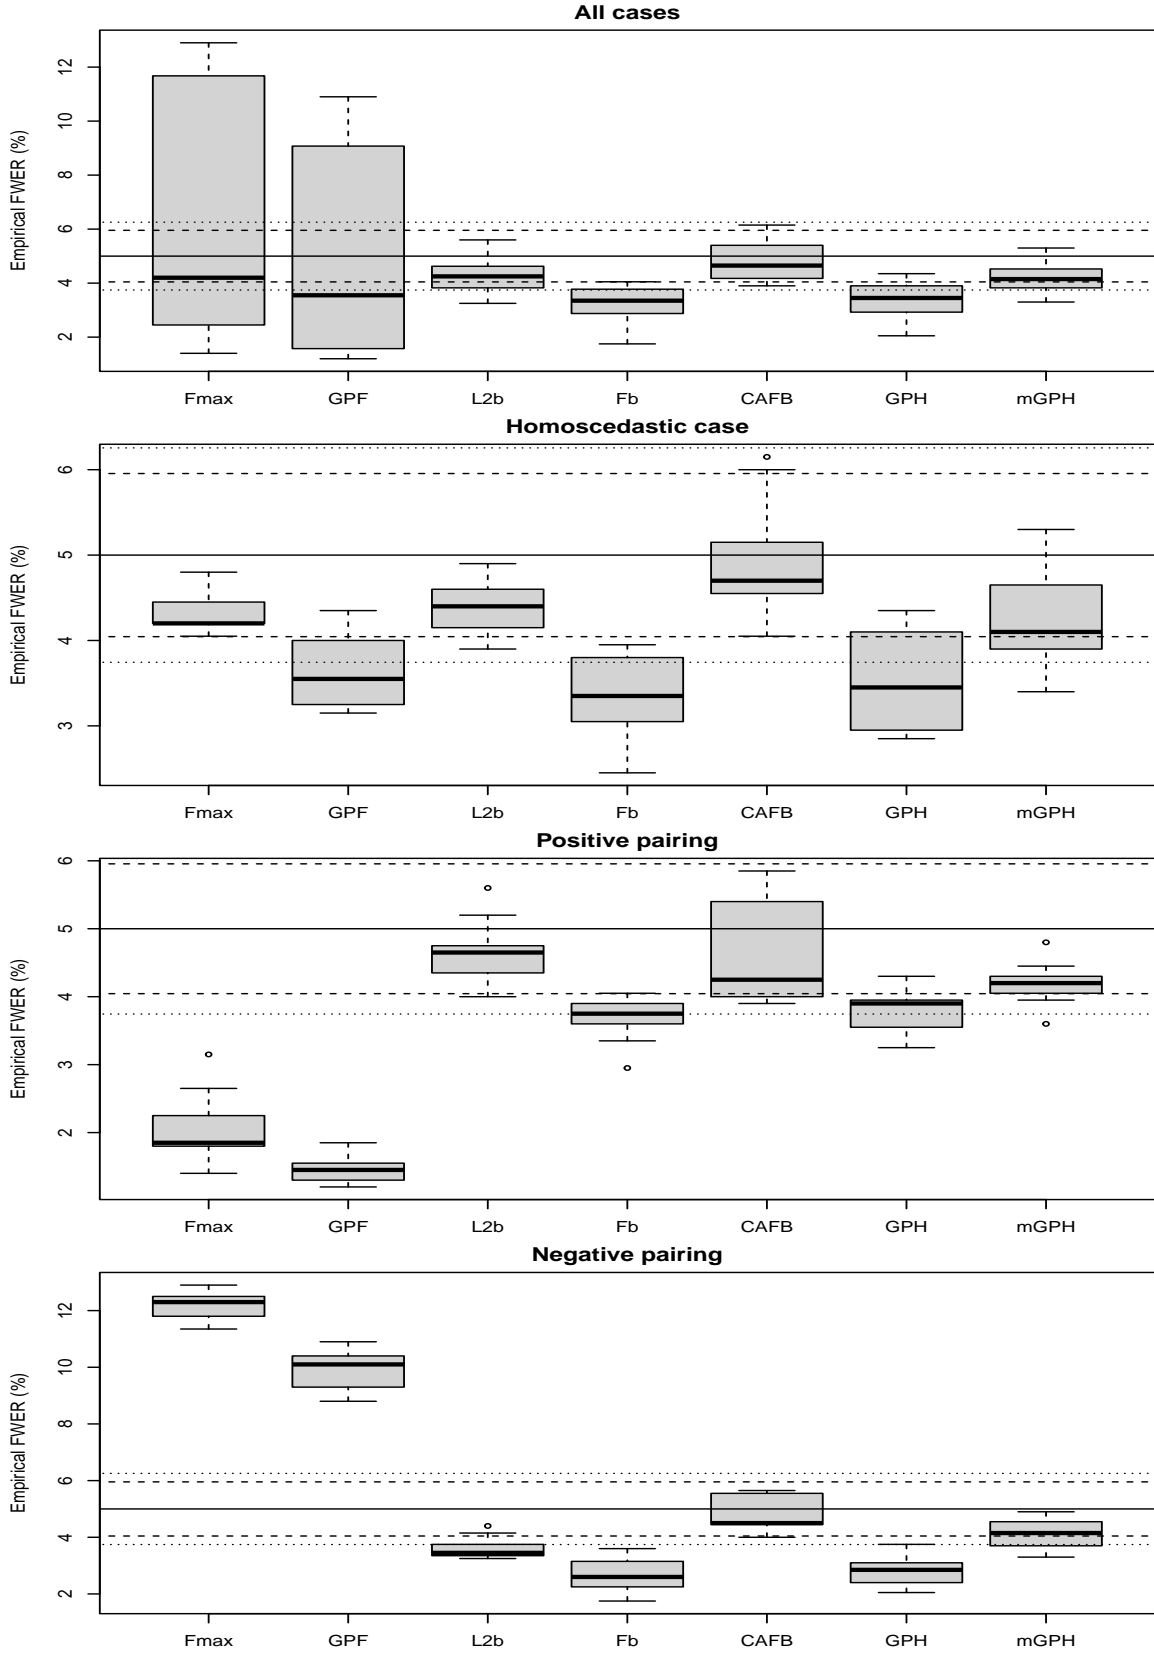 All cases
Empirical FWER (%)
12
10
8
6
4
2
Fmax GPF L2b Fb CAFB GPH mGPH
Homoscedastic case
Empirical FWER (%)
6
5
4
3
Fmax GPF L2b Fb CAFB GPH mGPH
Positive pairing
Empirical FWER (%)
6
5
4
3
2
Fmax GPF L2b Fb CAFB GPH mGPH
Negative pairing
Empirical FWER (%)
12
10
8
6
4
2
Fmax GPF L2b Fb CAFB GPH mGPH